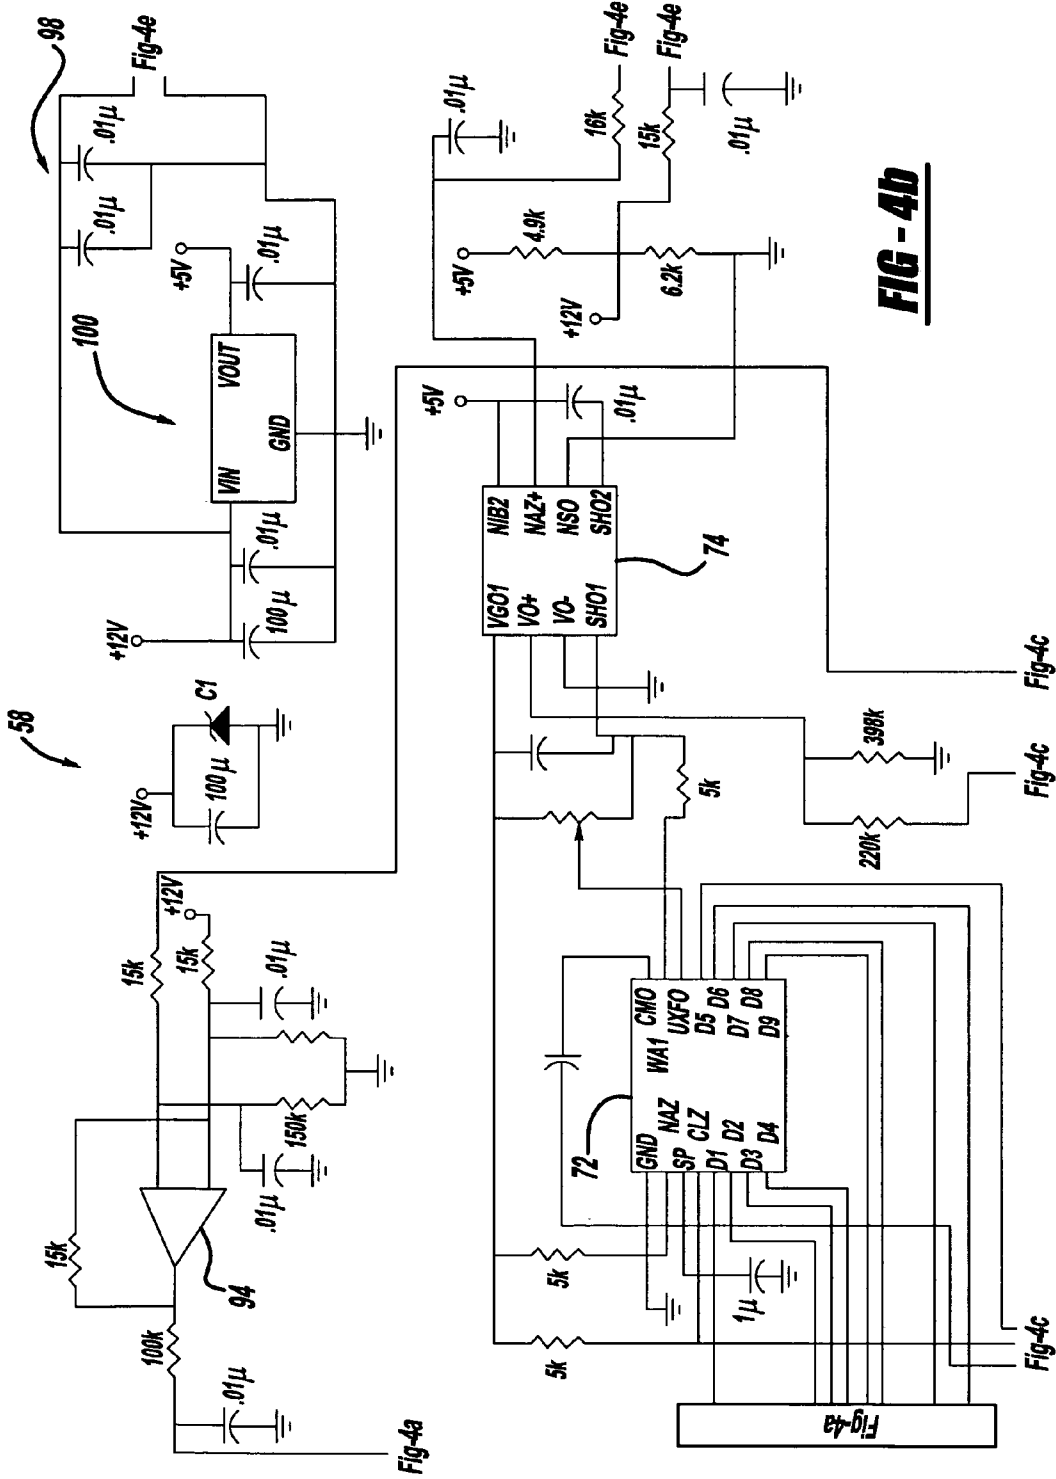 58
98
100
+12V
100 µ
C1
+12V
100 µ
.01µ
VIN
VOUT
GND
+5V
.01µ
.01µ
.01µ
Fig-4e
Fig-4a
.01µ
100k
15k
94
.01µ
150k
.01µ
15k
15k
+12V
+5V
.01µ
VGO1
VO+
VO-
SHO1
NIB2
NAZ+
NSO
SHO2
74
+12V
+5V
4.9k
6.2k
.01µ
16k
Fig-4e
15k
Fig-4e
.01µ
5k
5k
1µ
72
GND
NAZ
SP
CLZ
D1
D2
D3
D4
WA1
CMO
UXFO
D5
D6
D7
D8
D9
5k
220k
398k
Fig-4a
Fig-4c
Fig-4c
Fig-4c
FIG - 4b